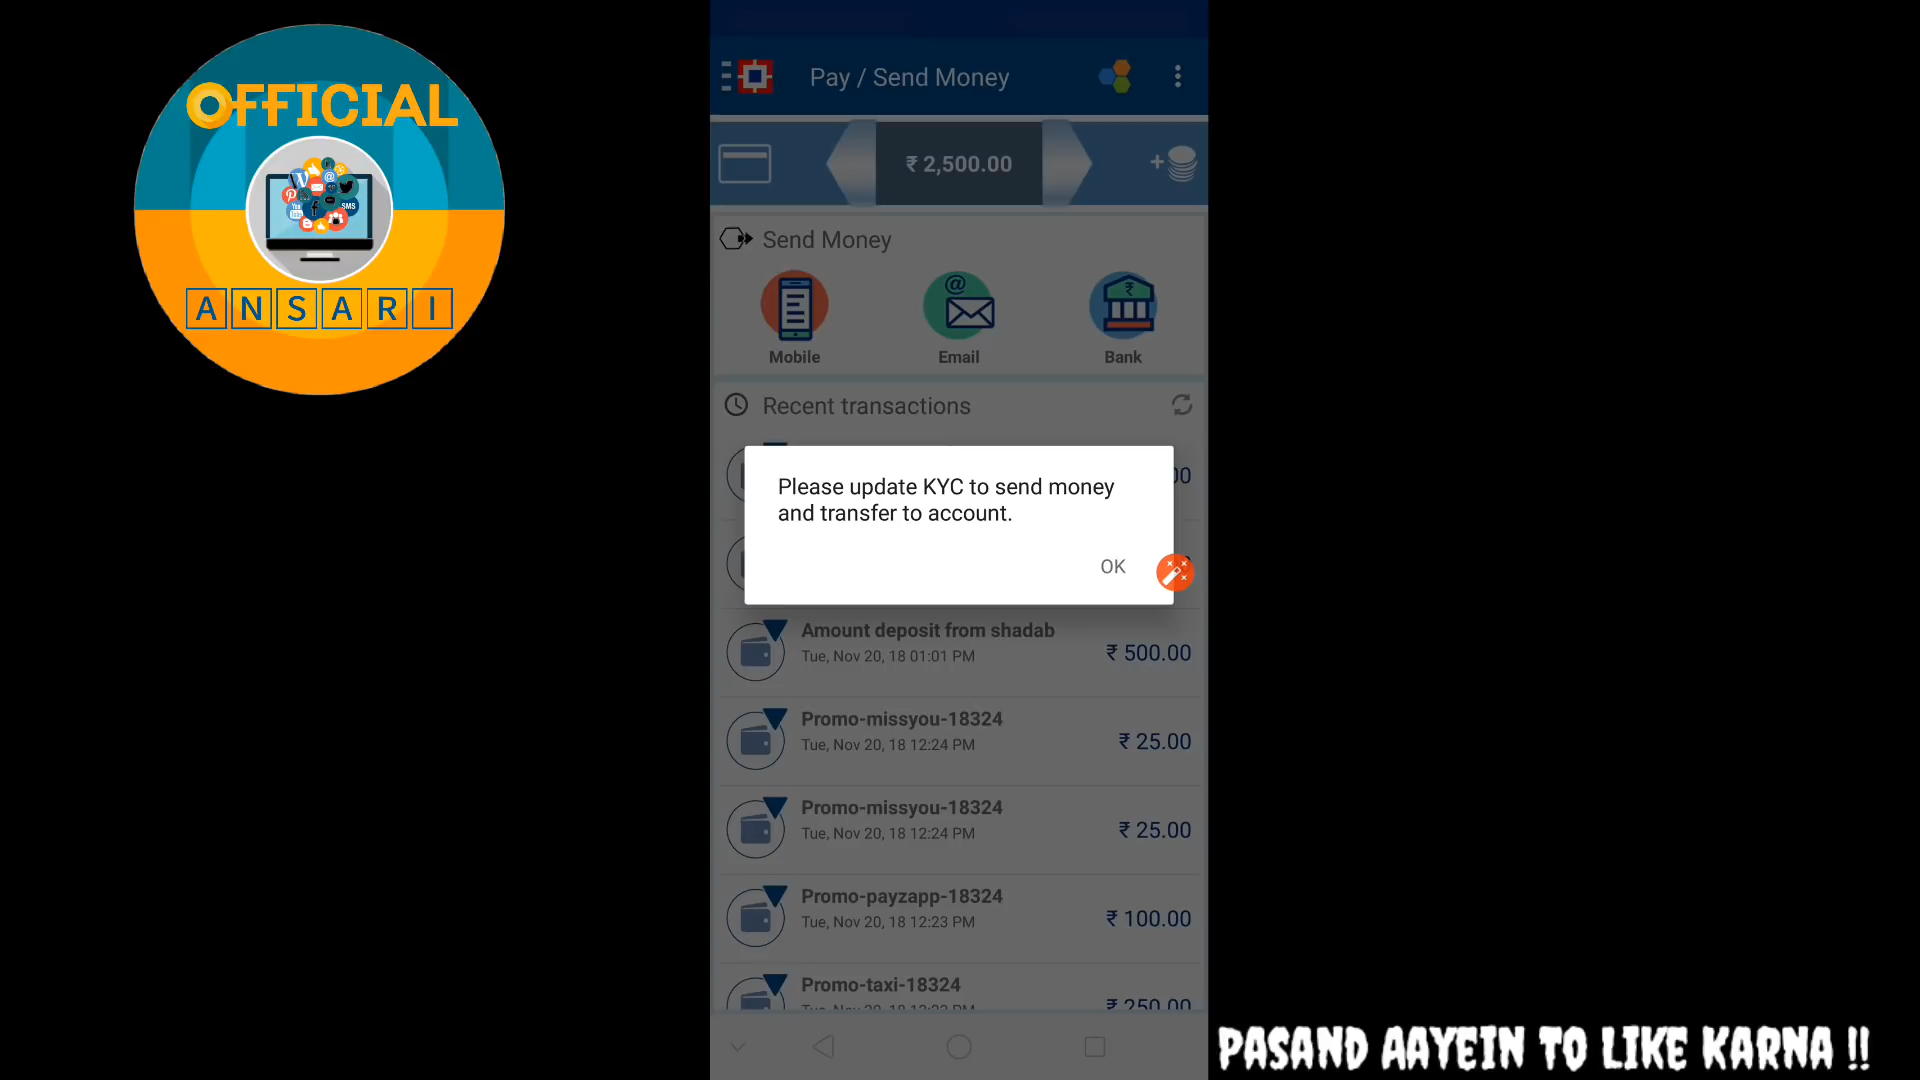 OFFICIAL
ANSARI
Pay / Send Money
₹ 2,500.00
Send Money
Mobile
Email
Bank
Recent transactions
Please update KYC to send money
and transfer to account.
OK
Amount deposit from shadab
Tue, Nov 20, 18 01:01 PM
₹ 500.00
Promo-missyou-18324
Tue, Nov 20, 18 12:24 PM
₹ 25.00
Promo-missyou-18324
Tue, Nov 20, 18 12:24 PM
₹ 25.00
Promo-payzapp-18324
Tue, Nov 20, 18 12:23 PM
₹ 100.00
Promo-taxi-18324
₹ 250.00
PASAND AAYEIN TO LIKE KARNA !!